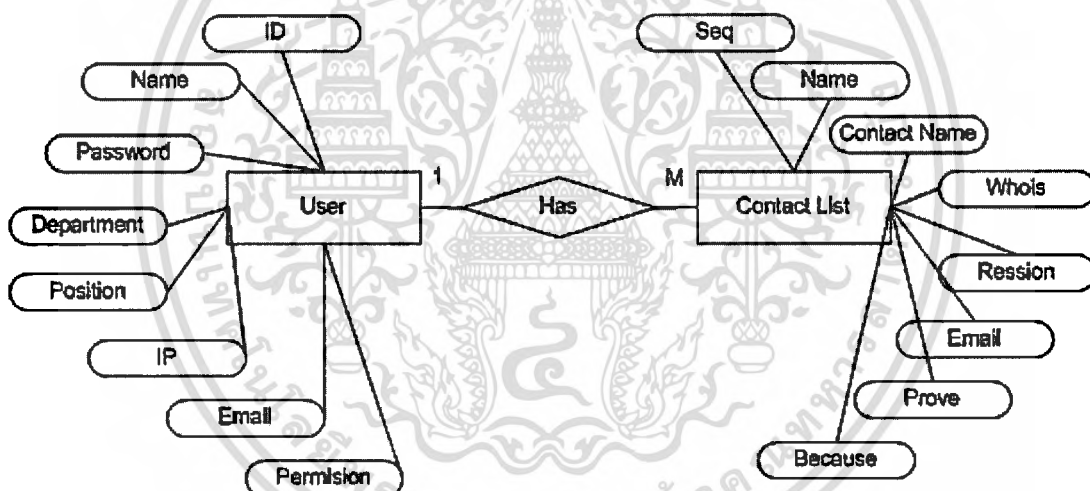 ID
Name
Password
Department
Position
IP
Email
Permision
User
1
Has
M
Contact List
Seq
Name
Contact Name
Whois
Ression
Email
Prove
Because